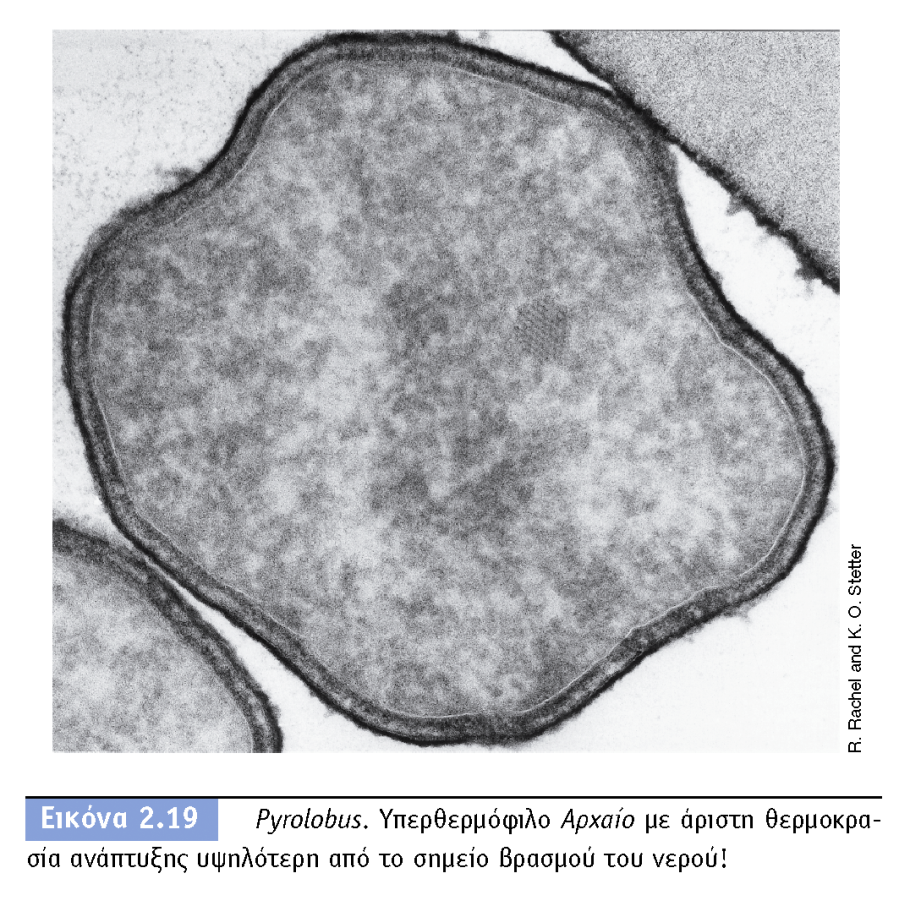 R. Rachel and K. O. Stetter
Εικόνα 2.19 Pyrolobus. Υπερθερμόφιλο Αρχαίο με άριστη θερμοκρα-
σία ανάπτυξης υψηλότερη από το σημείο βρασμού του νερού!